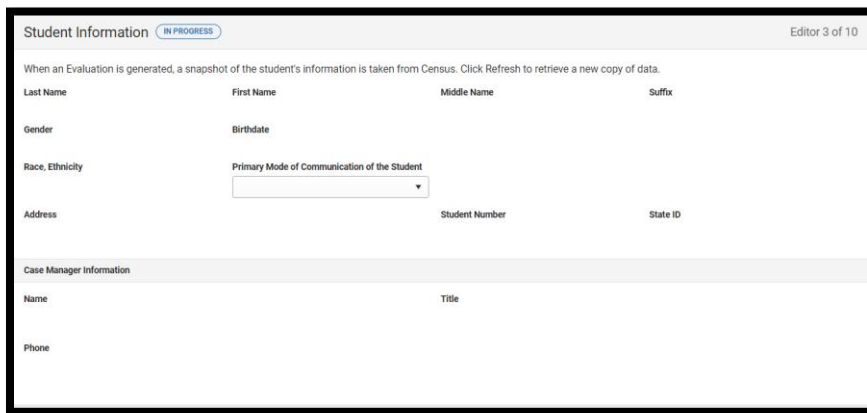 Student Information IN PROGRESS Editor 3 of 10
When an Evaluation is generated, a snapshot of the student's information is taken from Census. Click Refresh to retrieve a new copy of data.
Last Name First Name Middle Name Suffix
Gender Birthdate
Race, Ethnicity Primary Mode of Communication of the Student
Address Student Number State ID
Case Manager Information
Name Title
Phone